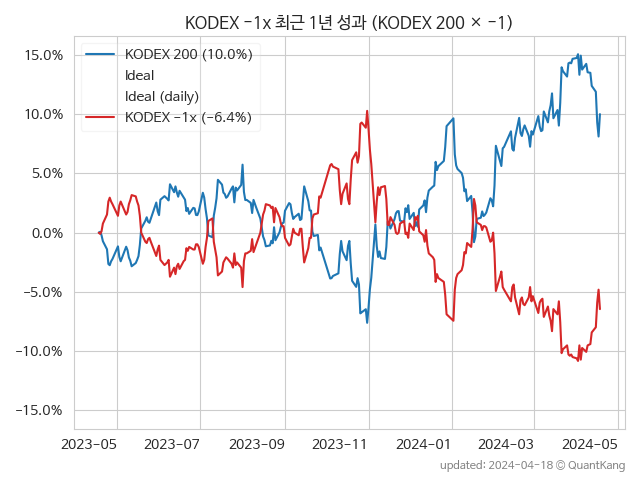 KODEX -1x 최근 1년 성과 (KODEX 200 × -1)
15.0%
10.0%
5.0%
0.0%
-5.0%
-10.0%
-15.0%
KODEX 200 (10.0%)
Ideal
Ideal (daily)
KODEX -1x (-6.4%)
2023-05 2023-07 2023-09 2023-11 2024-01 2024-03 2024-05
updated: 2024-04-18 © QuantKang